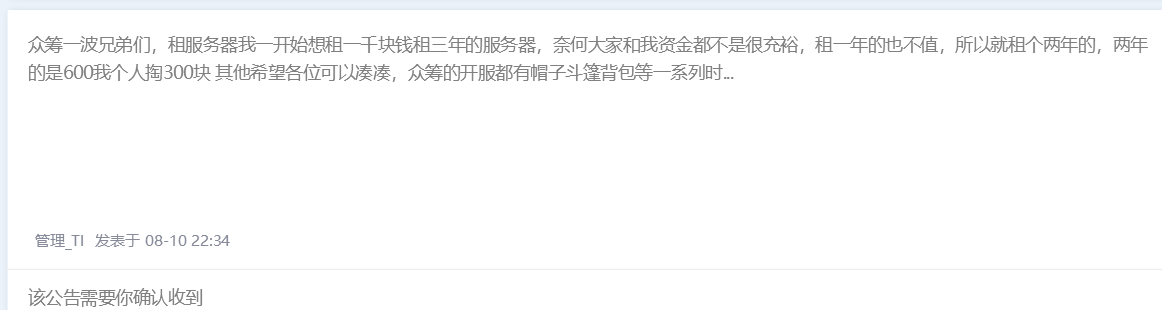 众筹一波兄弟们，租服务器我一开始想租一千块钱租三年的服务器，奈何大家和我资金都不是很充裕，租一年的也不值，所以就租个两年的，两年
的是600我个人掏300块 其他希望各位可以凑凑，众筹的开服都有帽子斗篷背包等一系列时...
管理_TI 发表于 08-10 22:34
该公告需要你确认收到